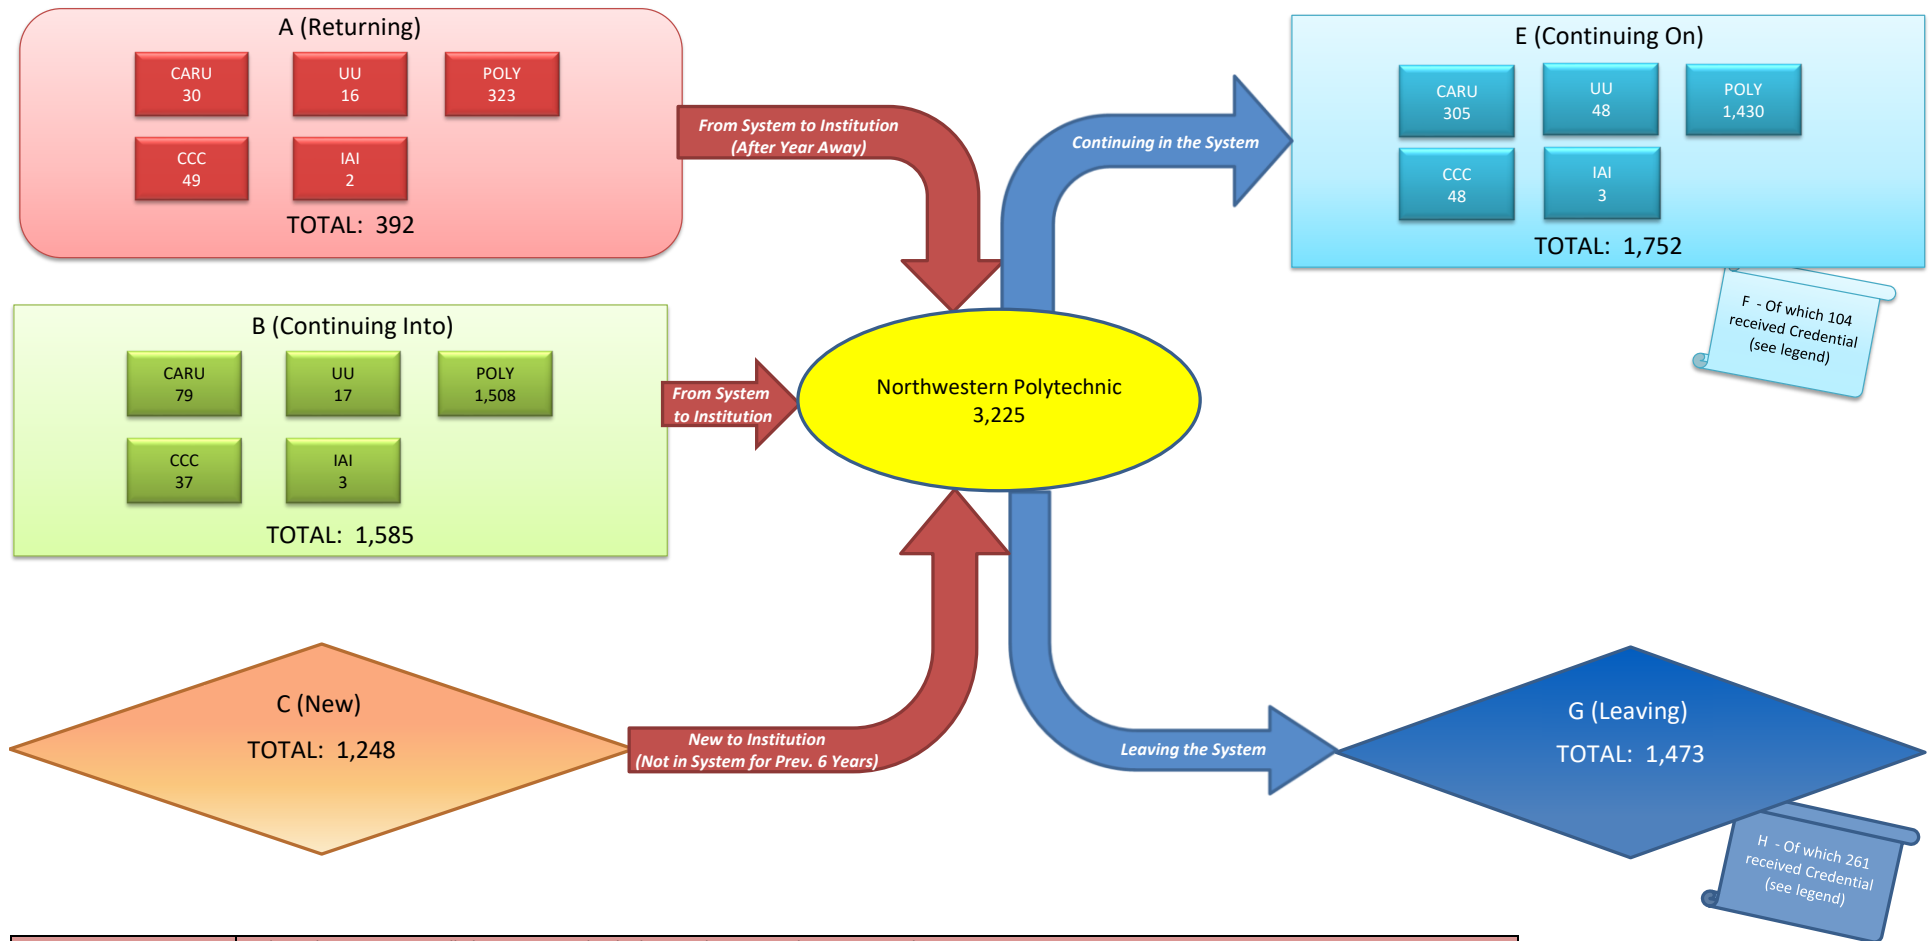 A (Returning)
CARU
30
UU
16
POLY
323
CCC
49
IAI
2
TOTAL: 392
From System to Institution
(After Year Away)
B (Continuing Into)
CARU
79
UU
17
POLY
1,508
CCC
37
IAI
3
TOTAL: 1,585
From System
to Institution
C (New)
TOTAL: 1,248
New to Institution
(Not in System for Prev. 6 Years)
Northwestern Polytechnic
3,225
Continuing in the System
E (Continuing On)
CARU
305
UU
48
POLY
1,430
CCC
48
IAI
3
TOTAL: 1,752
F - Of which 104
received Credential
(see legend)
Leaving the System
G (Leaving)
TOTAL: 1,473
H - Of which 261
received Credential
(see legend)